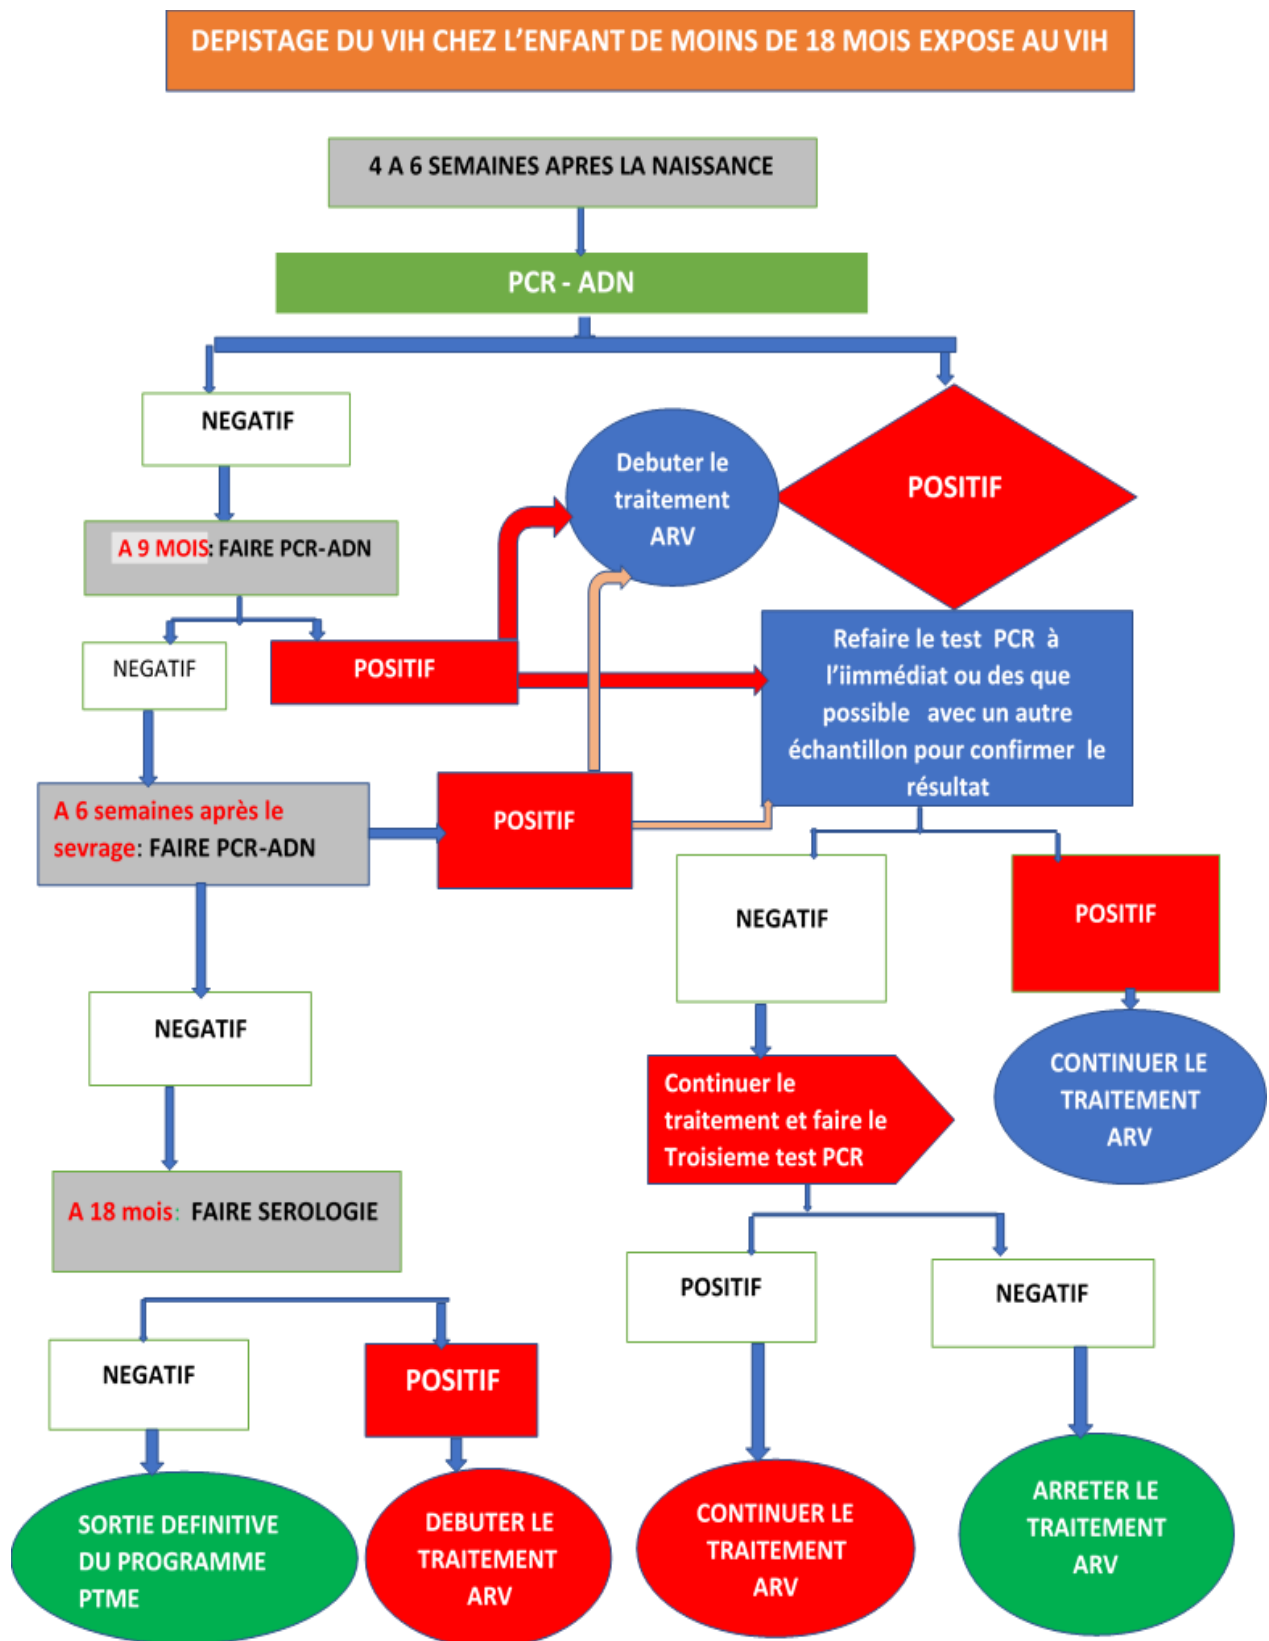 DEPISTAGE DU VIH CHEZ L'ENFANT DE MOINS DE 18 MOIS EXPOSE AU VIH
4 A 6 SEMAINES APRES LA NAISSANCE
PCR - ADN
NEGATIF
Debuter le
traitement
ARV
POSITIF
A 9 MOIS: FAIRE PCR-ADN
NEGATIF
POSITIF
Refaire le test PCR à
l'iimmédiat ou des que
possible avec un autre
échantillon pour confirmer le
résultat
A 6 semaines après le
sevrage: FAIRE PCR-ADN
POSITIF
NEGATIF
POSITIF
NEGATIF
Continuer le
traitement et faire le
Troisieme test PCR
CONTINUER LE
TRAITEMENT
ARV
A 18 mois: FAIRE SEROLOGIE
POSITIF
NEGATIF
NEGATIF
POSITIF
SORTIE DEFINITIVE
DU PROGRAMME
PTME
DEBUTER LE
TRAITEMENT
ARV
CONTINUER LE
TRAITEMENT
ARV
ARRETER LE
TRAITEMENT
ARV